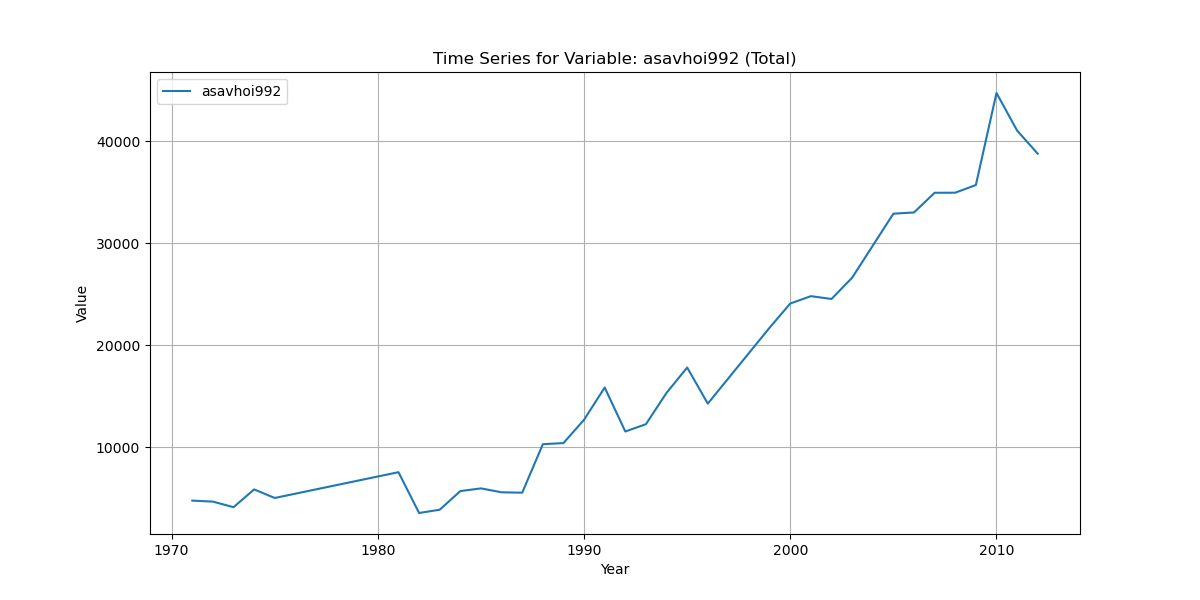 Time Series for Variable: asavhoi992 (Total)
asavhoi992
Value
40000
30000
20000
10000
1970 1980 1990 2000 2010
Year